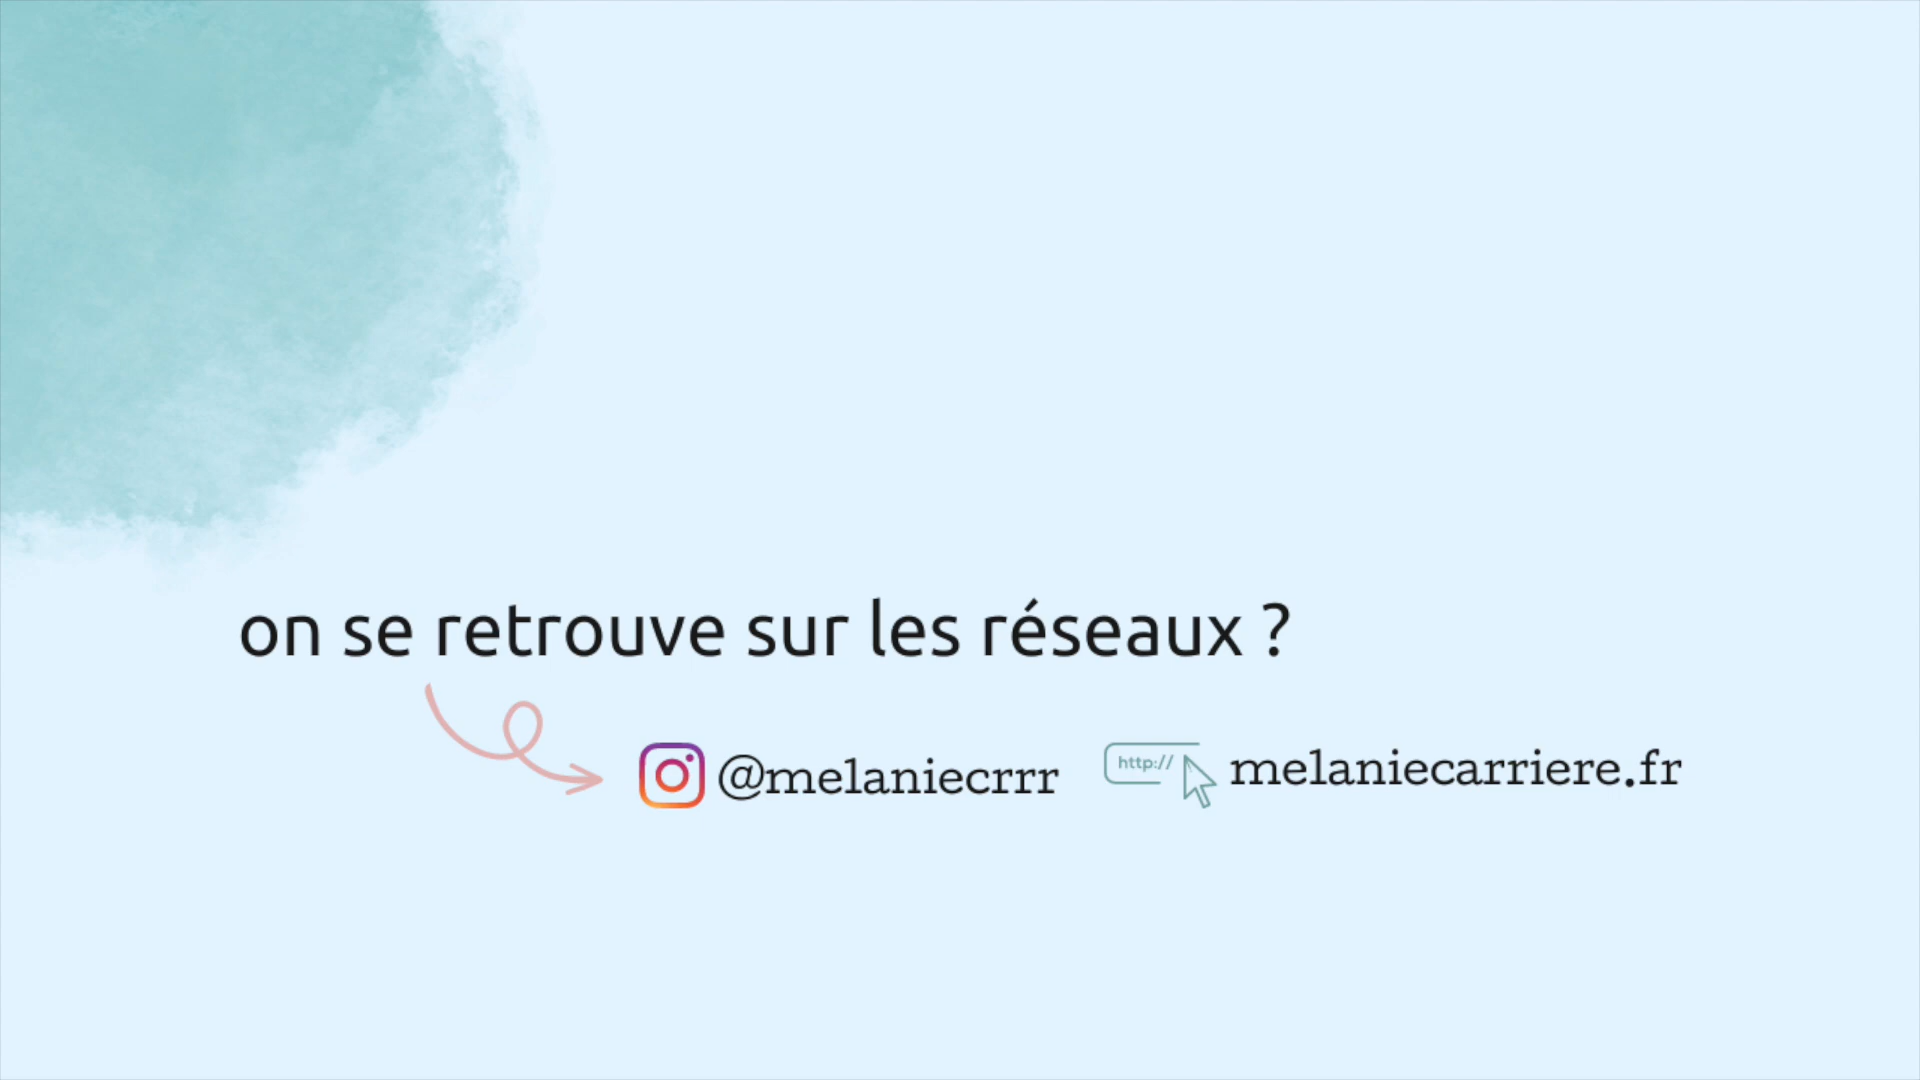 on se retrouve sur les réseaux ?
@melaniecrrr
http://
melaniecarriere.fr